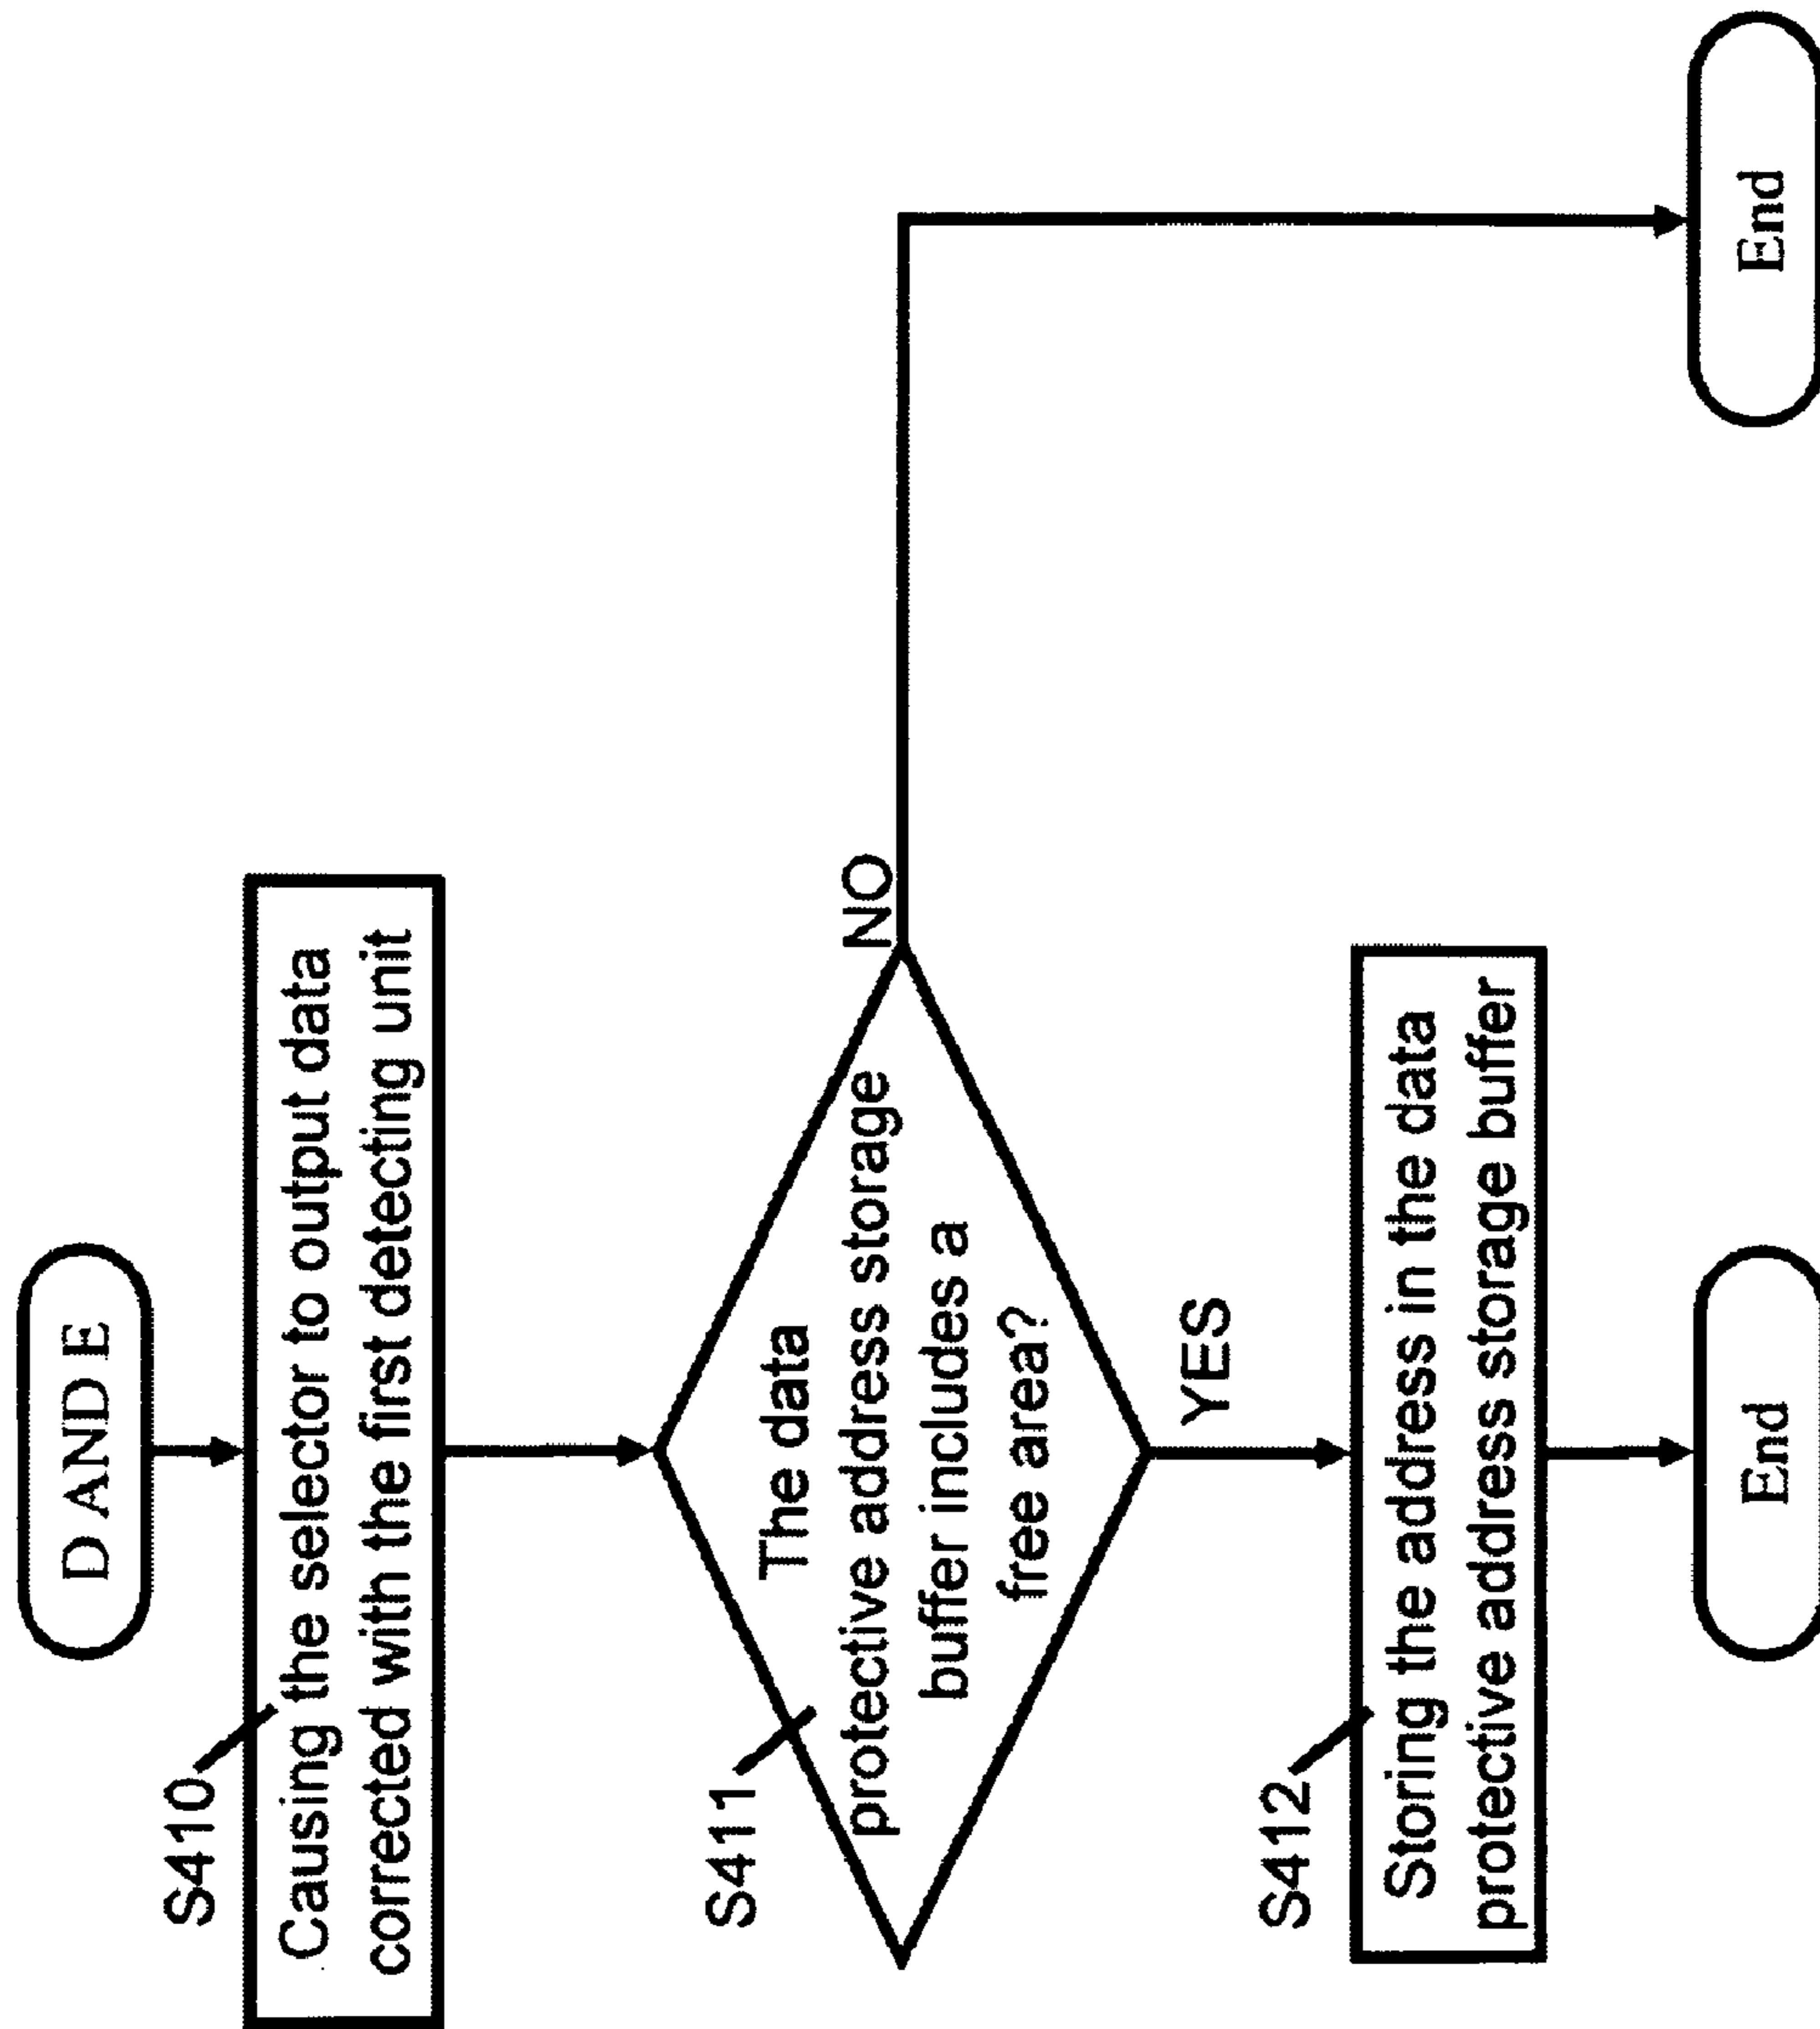 D AND E
S410
Causing the selector to output data
corrected with the first detecting unit
S411
The data
protective address storage
buffer includes a
free area?
NO
YES
S412
Storing the address in the data
protective address storage buffer
End
End